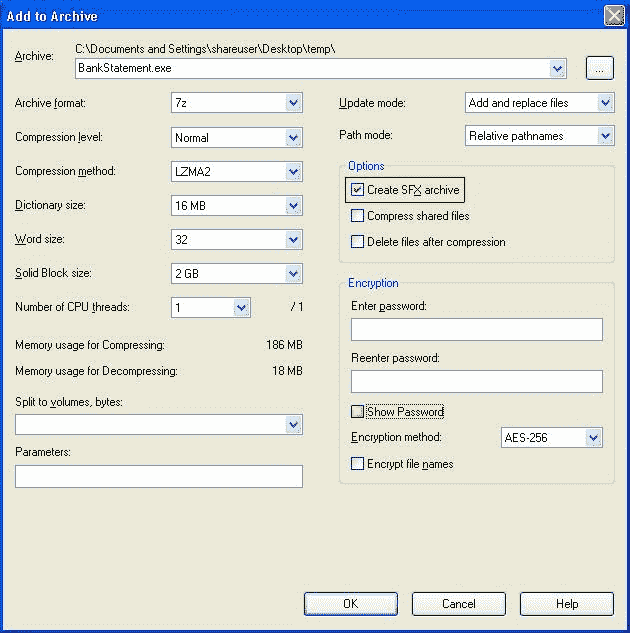 Add to Archive
Archive:
C:\Documents and Settings\shareuser\Desktop\temp\
BankStatement.exe
...
Archive format:
7z
Compression level:
Normal
Compression method:
LZMA2
Dictionary size:
16 MB
Word size:
32
Solid Block size:
2 GB
Number of CPU threads:
1
/ 1
Memory usage for Compressing:
186 MB
Memory usage for Decompressing:
18 MB
Split to volumes, bytes:
Parameters:
Update mode:
Add and replace files
Path mode:
Relative pathnames
Options
Create SFX archive
Compress shared files
Delete files after compression
Encryption
Enter password:
Reenter password:
Show Password
Encryption method:
AES-256
Encrypt file names
OK
Cancel
Help